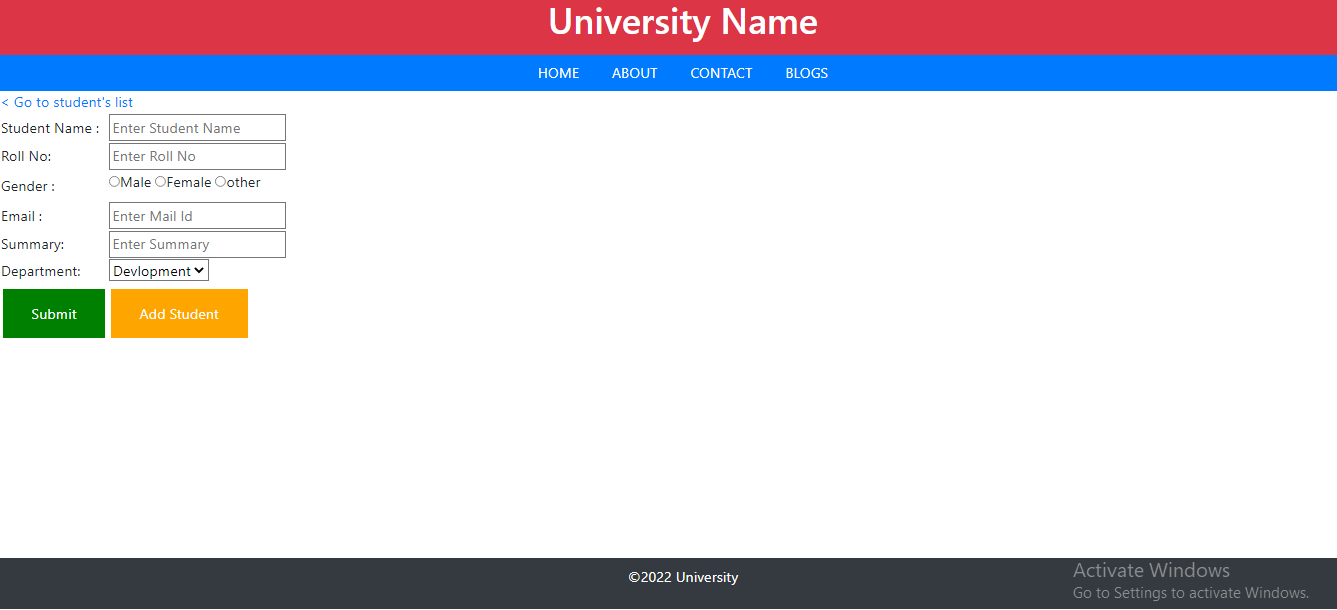 University Name
HOME ABOUT CONTACT BLOGS
< Go to student's list
Student Name : Enter Student Name
Roll No: Enter Roll No
Gender : Male Female other
Email : Enter Mail Id
Summary: Enter Summary
Department: Devlopment
Submit Add Student
©2022 University
Activate Windows
Go to Settings to activate Windows.